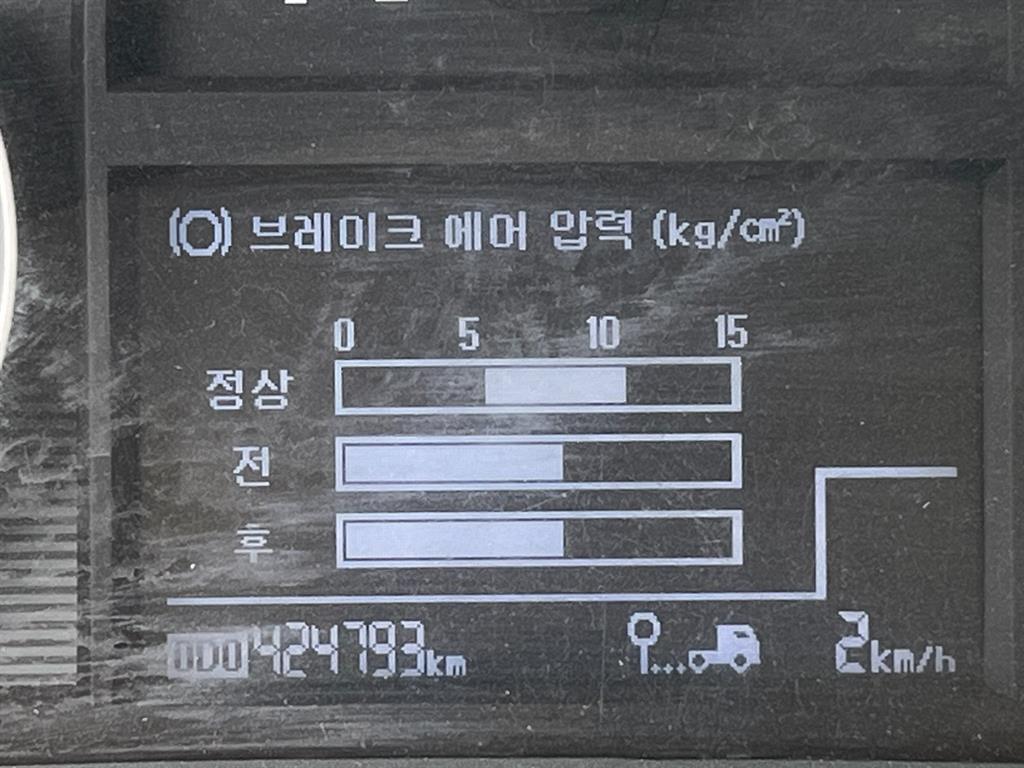 브레이크 에어 압력 (kg/cm²)
0 5 10 15
정상
전
후
ODO 424793km 2km/h